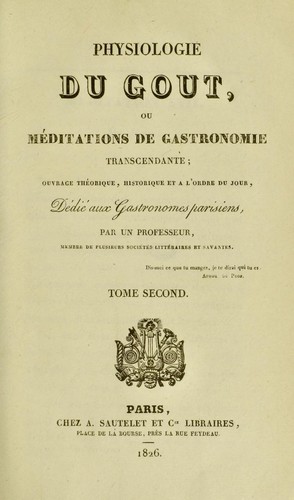 PHYSIOLOGIE
DU GOUT,
OU
MÉDITATIONS DE GASTRONOMIE
TRANSCENDANTE;
OUVRAGE THÉORIQUE, HISTORIQUE ET A L'ORDRE DU JOUR,
Dédié aux Gastronomes parisiens,
PAR UN PROFESSEUR,
MEMBRE DE PLUSIEURS SOCIÉTÉS LITTÉRAIRES ET SAVANTES.
Dis-moi ce que tu manges, je te dirai qui tu es.
APHOR. DU PROF.
TOME SECOND.
PARIS,
CHEZ A. SAUTELET ET Cie LIBRAIRES,
PLACE DE LA BOURSE, PRÈS LA RUE FEYDEAU.
1826.